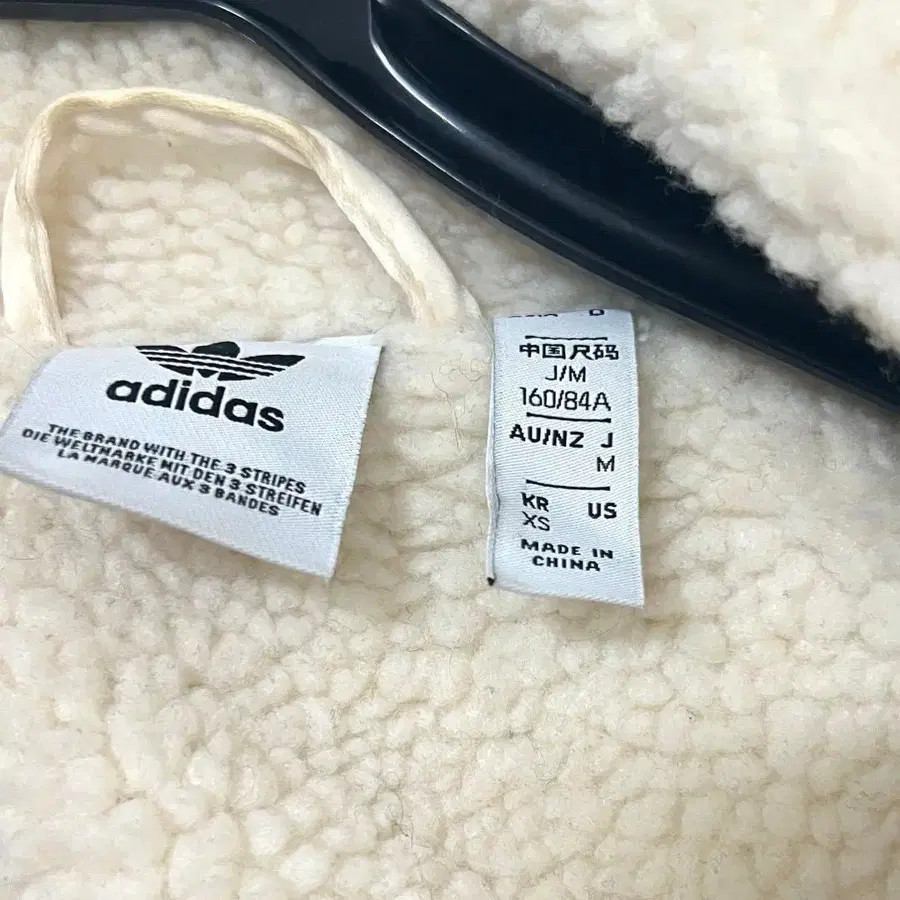 adidas
THE BRAND WITH THE 3 STRIPES
DIE WELTMARKE MIT DEN 3 STREIFEN
LA MARQUE AUX 3 BANDES
中国尺码
J/M
160/84A
AU/NZ J
M
KR US
XS
MADE IN
CHINA